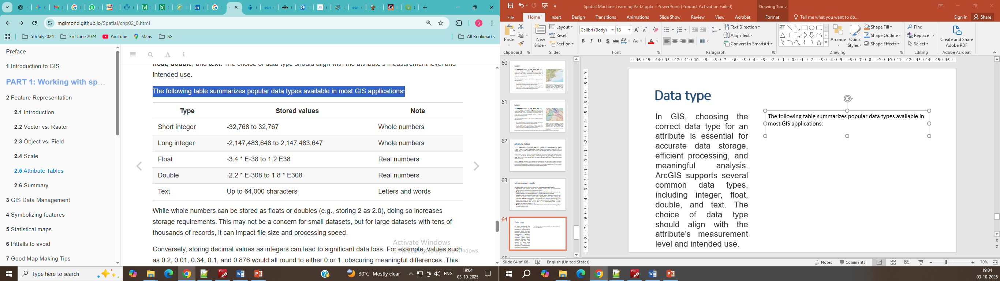 mgimond.github.io/Spatial/chp02_0.html
5thJuly2024
3rd June 2024
YouTube
Maps
SS
All Bookmarks
Preface
1 Introduction to GIS
PART 1: Working with sp...
2 Feature Representation
2.1 Introduction
2.2 Vector vs. Raster
2.3 Object vs. Field
2.4 Scale
2.5 Attribute Tables
2.6 Summary
3 GIS Data Management
4 Symbolizing features
5 Statistical maps
6 Pitfalls to avoid
7 Good Map Making Tips
float, double, and text. The choice of data type should align with the attribute's measurement level and
intended use.
The following table summarizes popular data types available in most GIS applications:
Type Stored values Note
Short integer -32,768 to 32,767 Whole numbers
Long integer -2,147,483,648 to 2,147,483,647 Whole numbers
Float -3.4 * E-38 to 1.2 E38 Real numbers
Double -2.2 * E-308 to 1.8 * E308 Real numbers
Text Up to 64,000 characters Letters and words
While whole numbers can be stored as floats or doubles (e.g., storing 2 as 2.0), doing so increases
storage requirements. This may not be a concern for small datasets, but for large datasets with tens of
thousands of records, it can impact file size and processing speed.
Conversely, storing decimal values as integers can lead to significant data loss. For example, values such
as 0.2, 0.01, 0.34, 0.1, and 0.876 would all round to either 0 or 1, obscuring meaningful differences. This
Activate Windows
Go to Settings to activate Windows.
Type here to search
30°C Mostly clear
ENG
19:04
03-10-2025
Spatial Machine Learning Part2.pptx - PowerPoint (Product Activation Failed)
Drawing Tools
File Home Insert Design Transitions Animations Slide Show Review View Acrobat Format
Tell me what you want to do...
Sign in Share
Paste
Clipboard
New
Slide
Layout
Reset
Section
Slides
Calibri (Body) 18
Font
Text Direction
Align Text
Convert to SmartArt
Paragraph
Arrange
Quick
Styles
Shape Fill
Shape Outline
Shape Effects
Drawing
Find
Replace
Select
Editing
Create and Share
Adobe PDF
Adobe Acrobat
60
Scale
61
Scale
62
Attribute Tables
63
Measurement Levels
64
Data type
65
Data type
In GIS, choosing the
correct data type for an
attribute is essential for
accurate data storage,
efficient processing, and
meaningful analysis.
ArcGIS supports several
common data types,
including integer, float,
double, and text. The
choice of data type
should align with the
attribute's measurement
level and intended use.
The following table summarizes popular data types available in
most GIS applications:
Slide 64 of 68
English (United States)
Notes
Comments
70%
19:04
03-10-2025